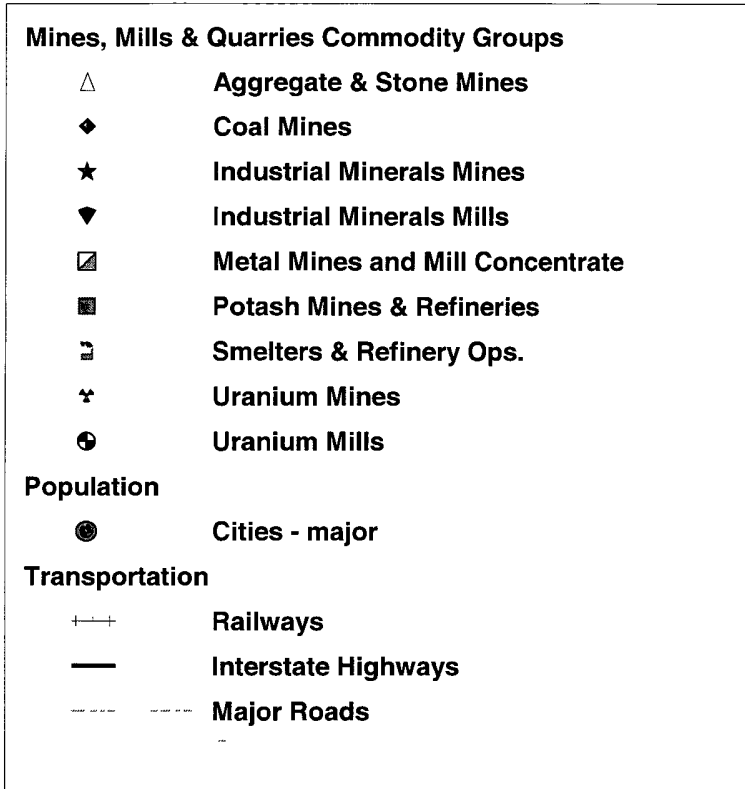 Mines, Mills & Quarries Commodity Groups
Aggregate & Stone Mines
Coal Mines
Industrial Minerals Mines
Industrial Minerals Mills
Metal Mines and Mill Concentrate
Potash Mines & Refineries
Smelters & Refinery Ops.
Uranium Mines
Uranium Mills
Population
Cities - major
Transportation
Railways
Interstate Highways
Major Roads